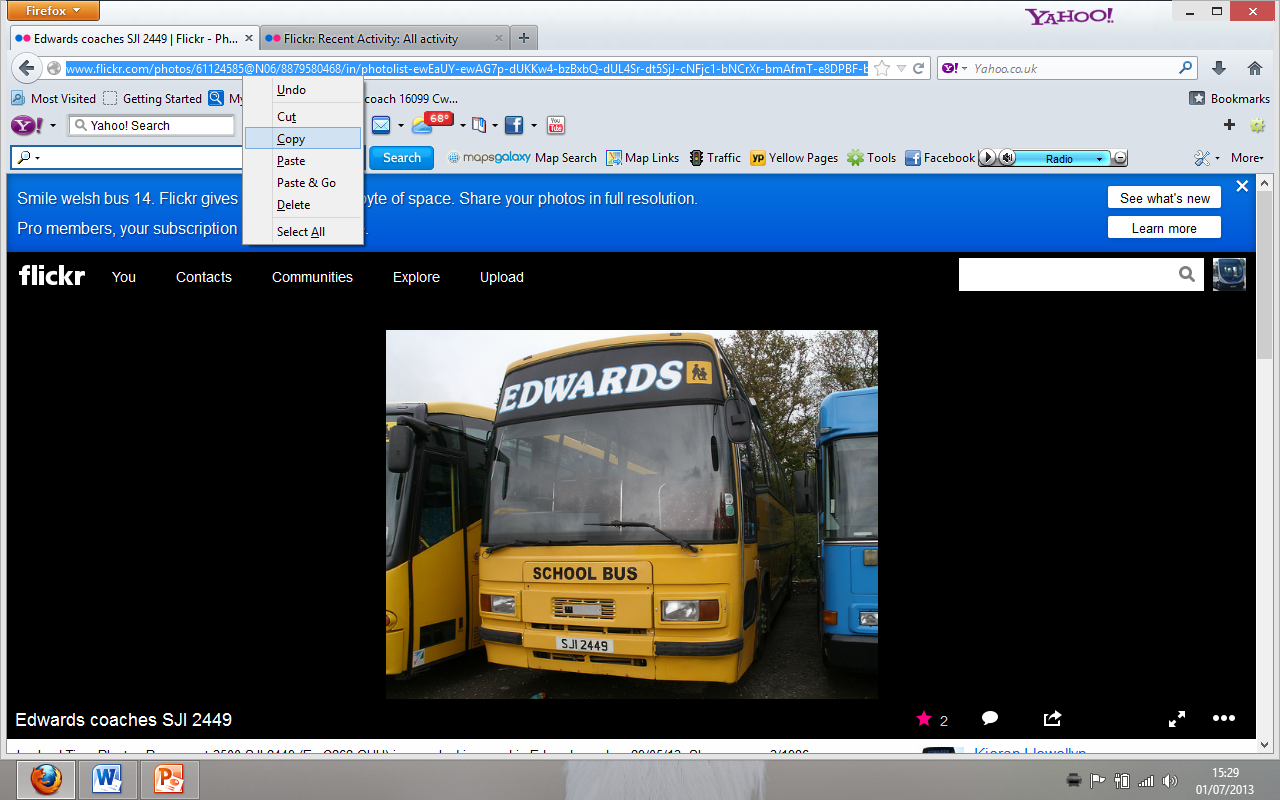 Firefox
YAHOO!
Edwards coaches SJI 2449 | Flickr - Ph...
Flickr: Recent Activity: All activity
www.flickr.com/photos/61124585@N06/8879580468/in/photolist-ewEaUY-ewAG7p-dUKKw4-bzBxbQ-dUL4Sr-dt5SjJ-cNFjc1-bNCrXr-bmAfmT-e8DPBF-b
Yahoo.co.uk
Most Visited Getting Started My coach 16099 Cw... Bookmarks
Y! Yahoo! Search 68° You Tube
Search mapsgalaxy Map Search Map Links Traffic YP Yellow Pages Tools Facebook Radio More
Undo
Cut
Copy
Paste
Paste & Go
Delete
Select All
Smile welsh bus 14. Flickr gives byte of space. Share your photos in full resolution.
Pro members, your subscription
See what's new
Learn more
flickr You Contacts Communities Explore Upload
EDWARDS
SCHOOL BUS
SJI 2449
Edwards coaches SJI 2449
2
Kieran Llewellyn
15:29
01/07/2013